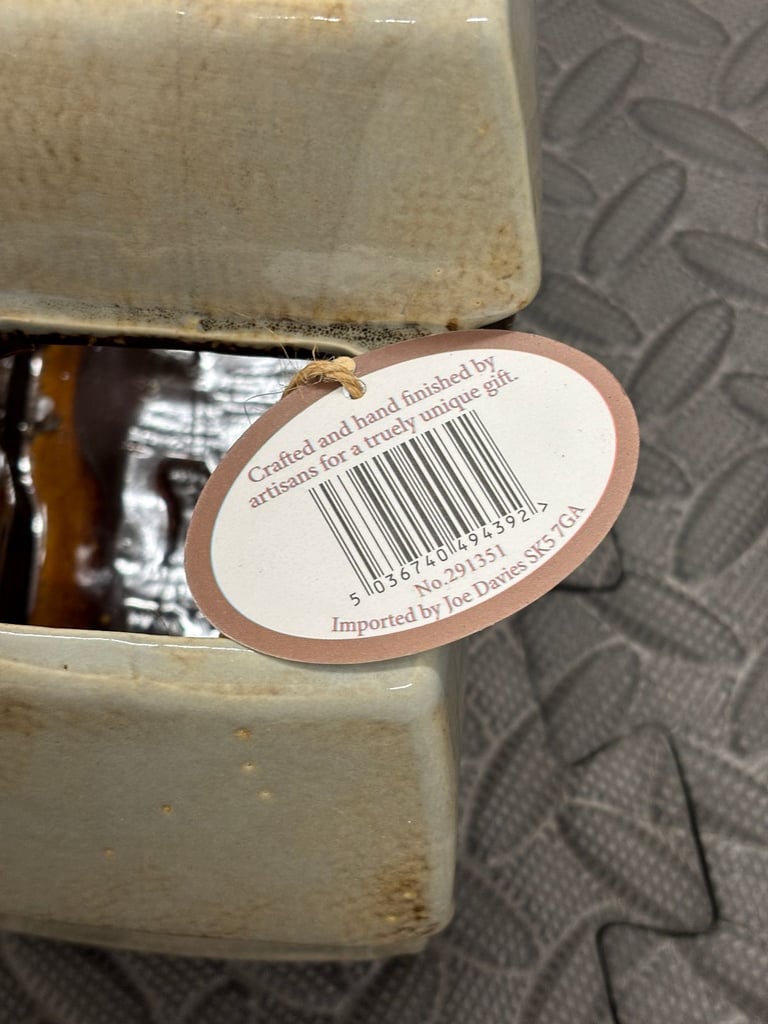 Crafted and hand finished by
artisans for a truely unique gift.
5 036740 494392 >
No.291351
Imported by Joe Davies SK5 7GA